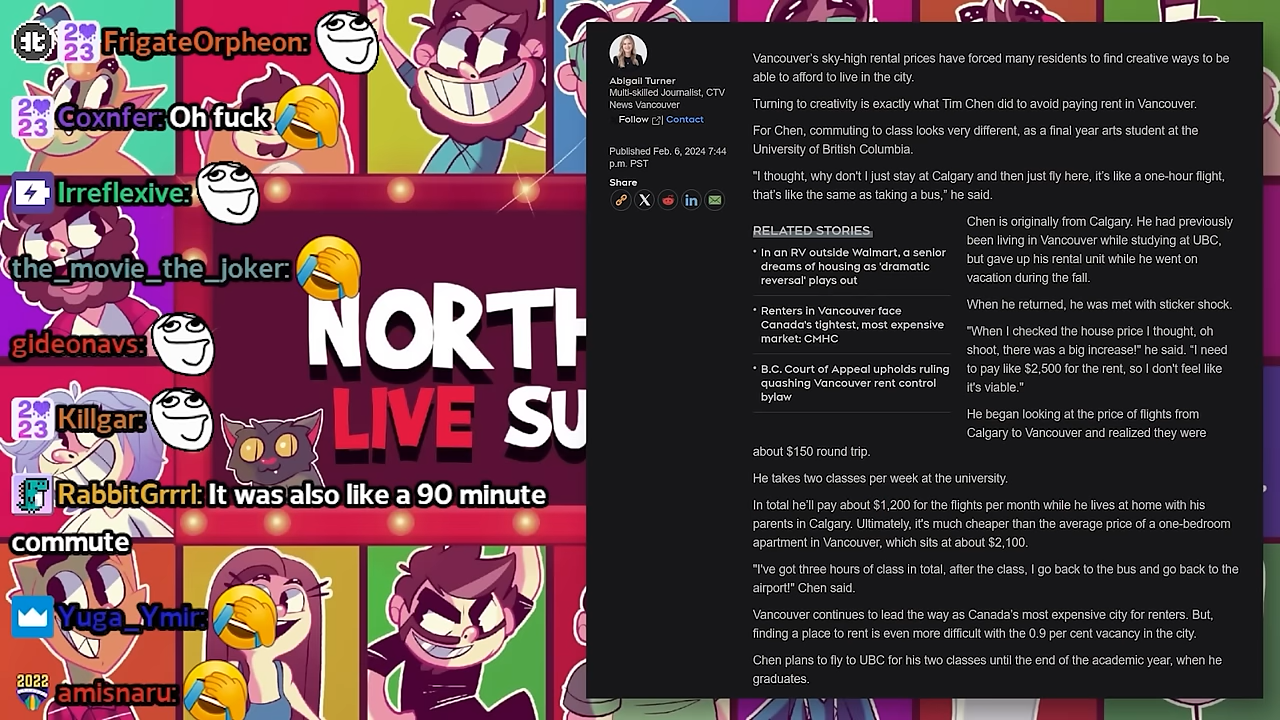 FrigateOrpheon:
Coxnfer: Oh fuck
Irreflexive:
the_movie_the_joker:
gideonavs:
Killgar:
RabbitGrrrl: It was also like a 90 minute
commute
Yuga_Ymir:
amisnaru:
2♥
23
2♥
23
2♥
23
2022
NORTH
LIVE SU
Abigail Turner
Multi-skilled Journalist, CTV
News Vancouver
Follow | Contact
Published Feb. 6, 2024 7:44
p.m. PST
Share
Vancouver's sky-high rental prices have forced many residents to find creative ways to be
able to afford to live in the city.
Turning to creativity is exactly what Tim Chen did to avoid paying rent in Vancouver.
For Chen, commuting to class looks very different, as a final year arts student at the
University of British Columbia.
"I thought, why don't I just stay at Calgary and then just fly here, it's like a one-hour flight,
that's like the same as taking a bus," he said.
RELATED STORIES
• In an RV outside Walmart, a senior
dreams of housing as 'dramatic
reversal' plays out
• Renters in Vancouver face
Canada's tightest, most expensive
market: CMHC
• B.C. Court of Appeal upholds ruling
quashing Vancouver rent control
bylaw
Chen is originally from Calgary. He had previously
been living in Vancouver while studying at UBC,
but gave up his rental unit while he went on
vacation during the fall.
When he returned, he was met with sticker shock.
"When I checked the house price I thought, oh
shoot, there was a big increase!" he said. "I need
to pay like $2,500 for the rent, so I don't feel like
it's viable."
He began looking at the price of flights from
Calgary to Vancouver and realized they were
about $150 round trip.
He takes two classes per week at the university.
In total he'll pay about $1,200 for the flights per month while he lives at home with his
parents in Calgary. Ultimately, it's much cheaper than the average price of a one-bedroom
apartment in Vancouver, which sits at about $2,100.
"I've got three hours of class in total, after the class, I go back to the bus and go back to the
airport!" Chen said.
Vancouver continues to lead the way as Canada's most expensive city for renters. But,
finding a place to rent is even more difficult with the 0.9 per cent vacancy in the city.
Chen plans to fly to UBC for his two classes until the end of the academic year, when he
graduates.